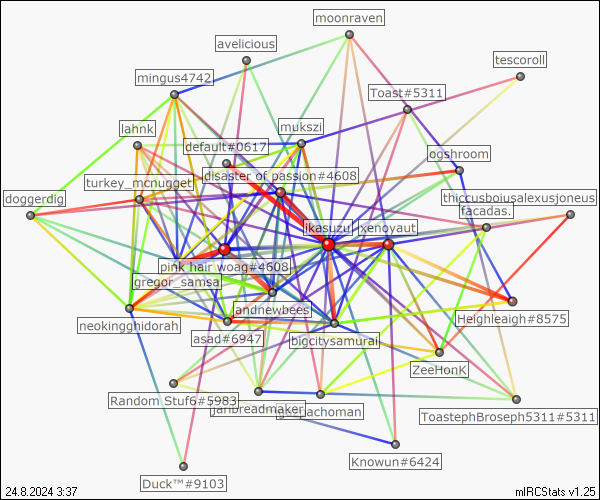 moonraven
avelicious
tescoroll
mingus4742
Toast#5311
lahnk
mukszi
default#0617
ogshroom
disaster of passion#4608
turkey_mcnugget
doggerdig
thiccusboiusalexusjoneus
facadas.
ikasuzu
xenoyaut
pink hair woag#4608
gregor_samsa
andnewbees
neokingghidorah
Heighleaigh#8575
asad#6947
bigcitysamurai
ZeeHonK
Random Stuf6#5983
janbreadmaker
achoman
ToastephBroseph5311#5311
Knowun#6424
Duck™#9103
24.8.2024 3:37
mIRCStats v1.25